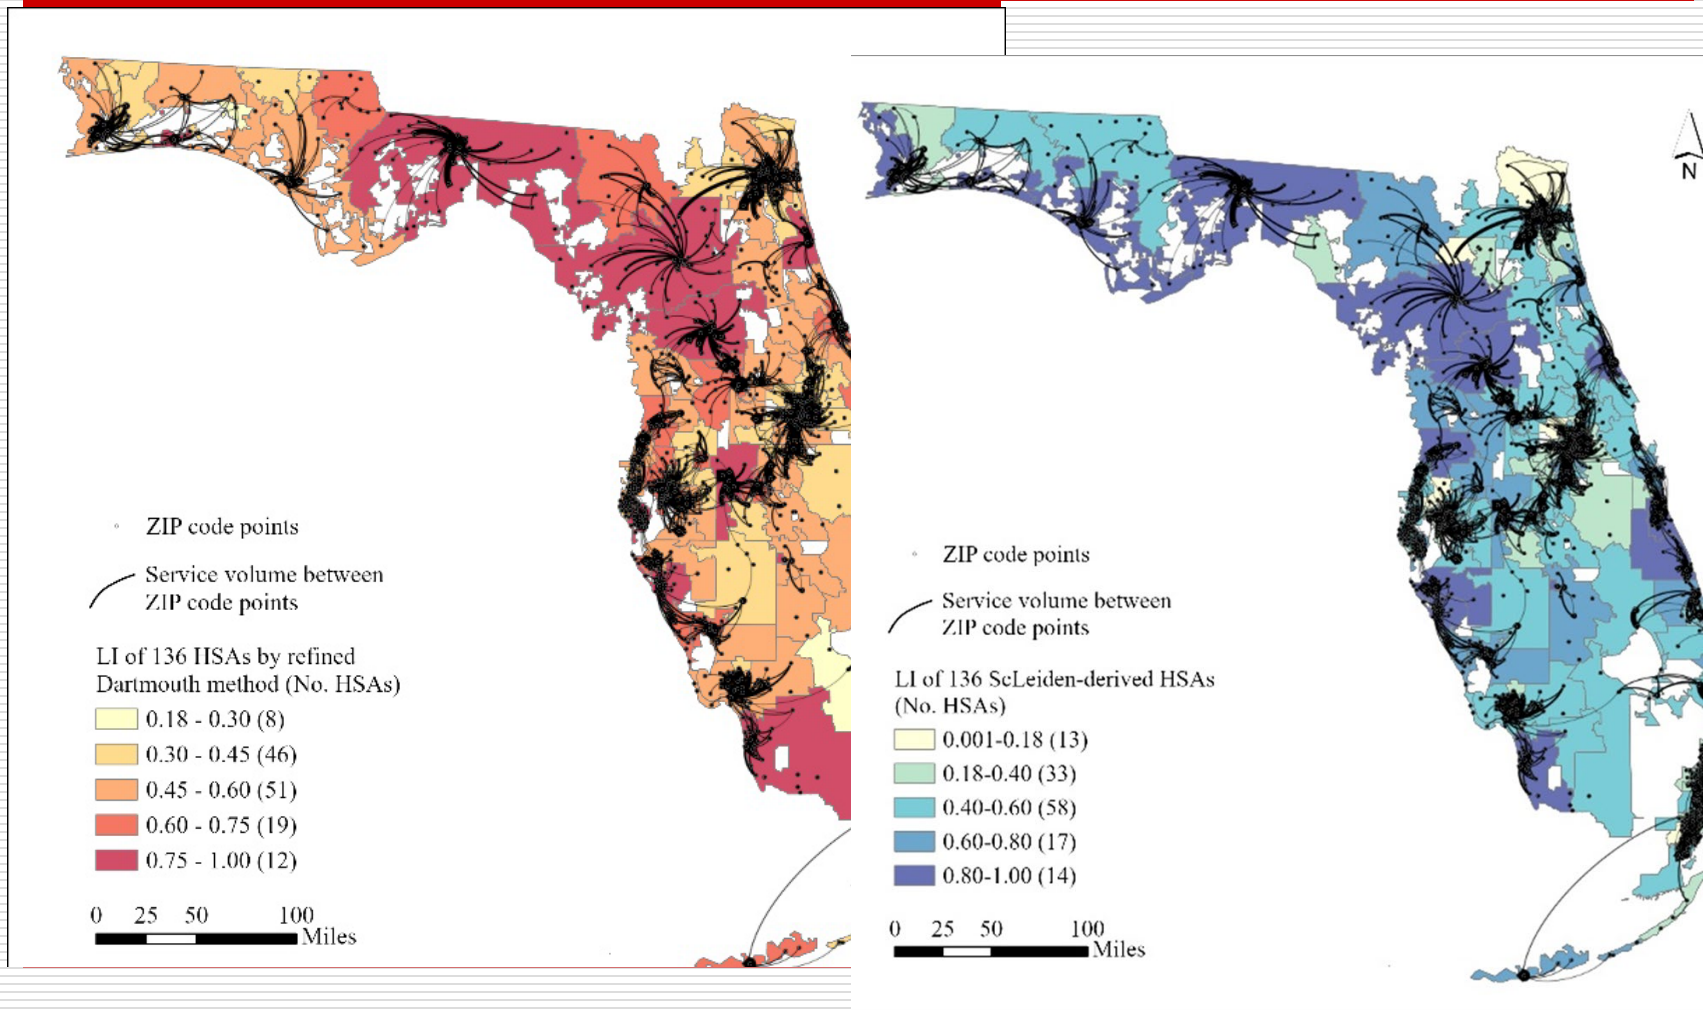 ZIP code points
Service volume between
ZIP code points
LI of 136 HSAs by refined
Dartmouth method (No. HSAs)
0.18 - 0.30 (8)
0.30 - 0.45 (46)
0.45 - 0.60 (51)
0.60 - 0.75 (19)
0.75 - 1.00 (12)
0 25 50 100
Miles
N
ZIP code points
Service volume between
ZIP code points
LI of 136 ScLeiden-derived HSAs
(No. HSAs)
0.001-0.18 (13)
0.18-0.40 (33)
0.40-0.60 (58)
0.60-0.80 (17)
0.80-1.00 (14)
0 25 50 100
Miles